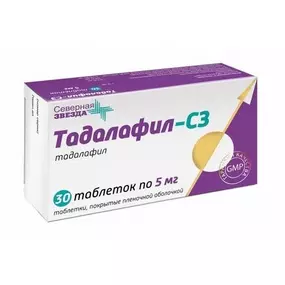 Северная
ЗВЕЗДА
Тадалафил-СЗ
тадалафил
30 таблеток по 5 мг
таблетки, покрытые пленочной оболочкой
GMP